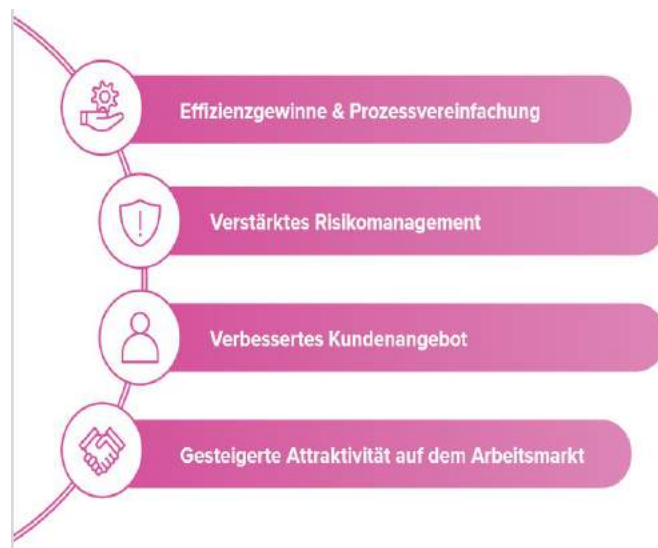 Effizienzgewinne & Prozessvereinfachung
Verstärktes Risikomanagement
Verbessertes Kundenangebot
Gesteigerte Attraktivität auf dem Arbeitsmarkt